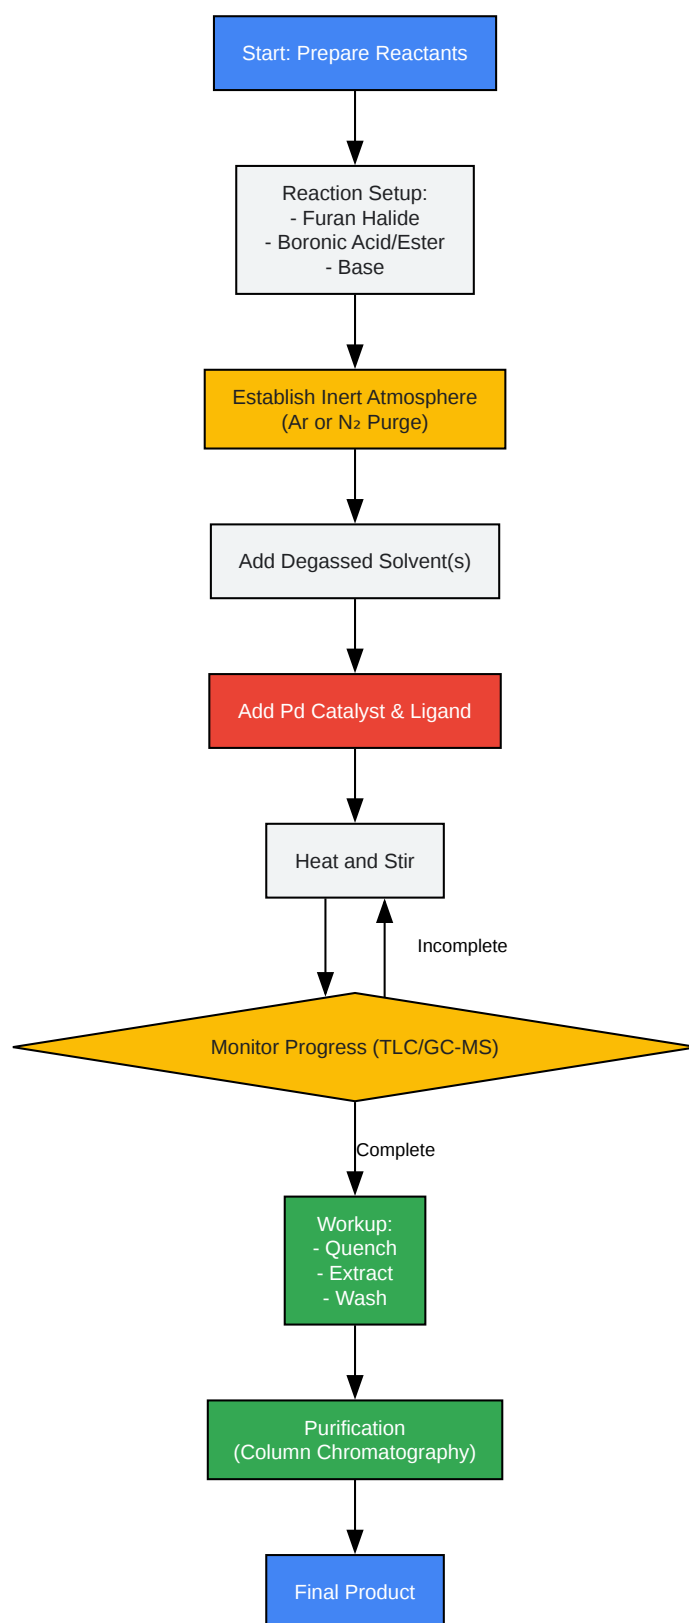 Start: Prepare Reactants
Reaction Setup:
- Furan Halide
- Boronic Acid/Ester
- Base
Establish Inert Atmosphere
(Ar or N₂ Purge)
Add Degassed Solvent(s)
Add Pd Catalyst & Ligand
Heat and Stir
Incomplete
Monitor Progress (TLC/GC-MS)
Complete
Workup:
- Quench
- Extract
- Wash
Purification
(Column Chromatography)
Final Product